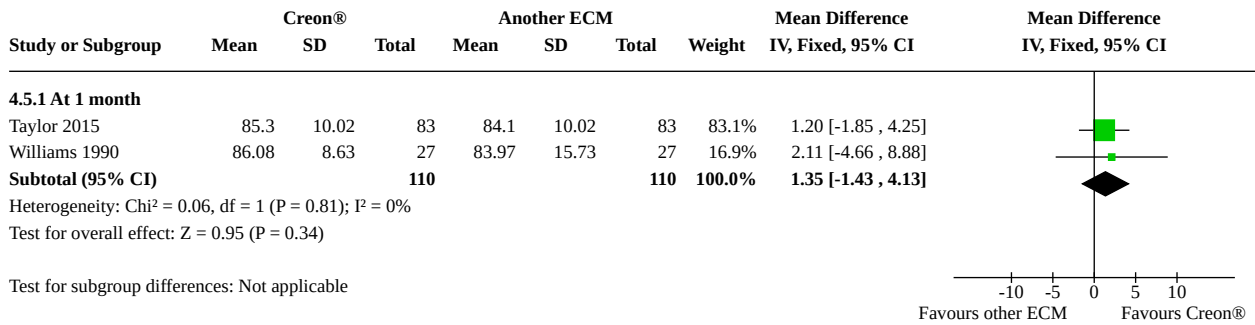 Creon® Another ECM Mean Difference Mean Difference
Study or Subgroup Mean SD Total Mean SD Total Weight IV, Fixed, 95% CI IV, Fixed, 95% CI
4.5.1 At 1 month
Taylor 2015 85.3 10.02 83 84.1 10.02 83 83.1% 1.20 [-1.85 , 4.25]
Williams 1990 86.08 8.63 27 83.97 15.73 27 16.9% 2.11 [-4.66 , 8.88]
Subtotal (95% CI) 110 110 100.0% 1.35 [-1.43 , 4.13]
Heterogeneity: Chi² = 0.06, df = 1 (P = 0.81); I² = 0%
Test for overall effect: Z = 0.95 (P = 0.34)
Test for subgroup differences: Not applicable
-10 -5 0 5 10
Favours other ECM Favours Creon®